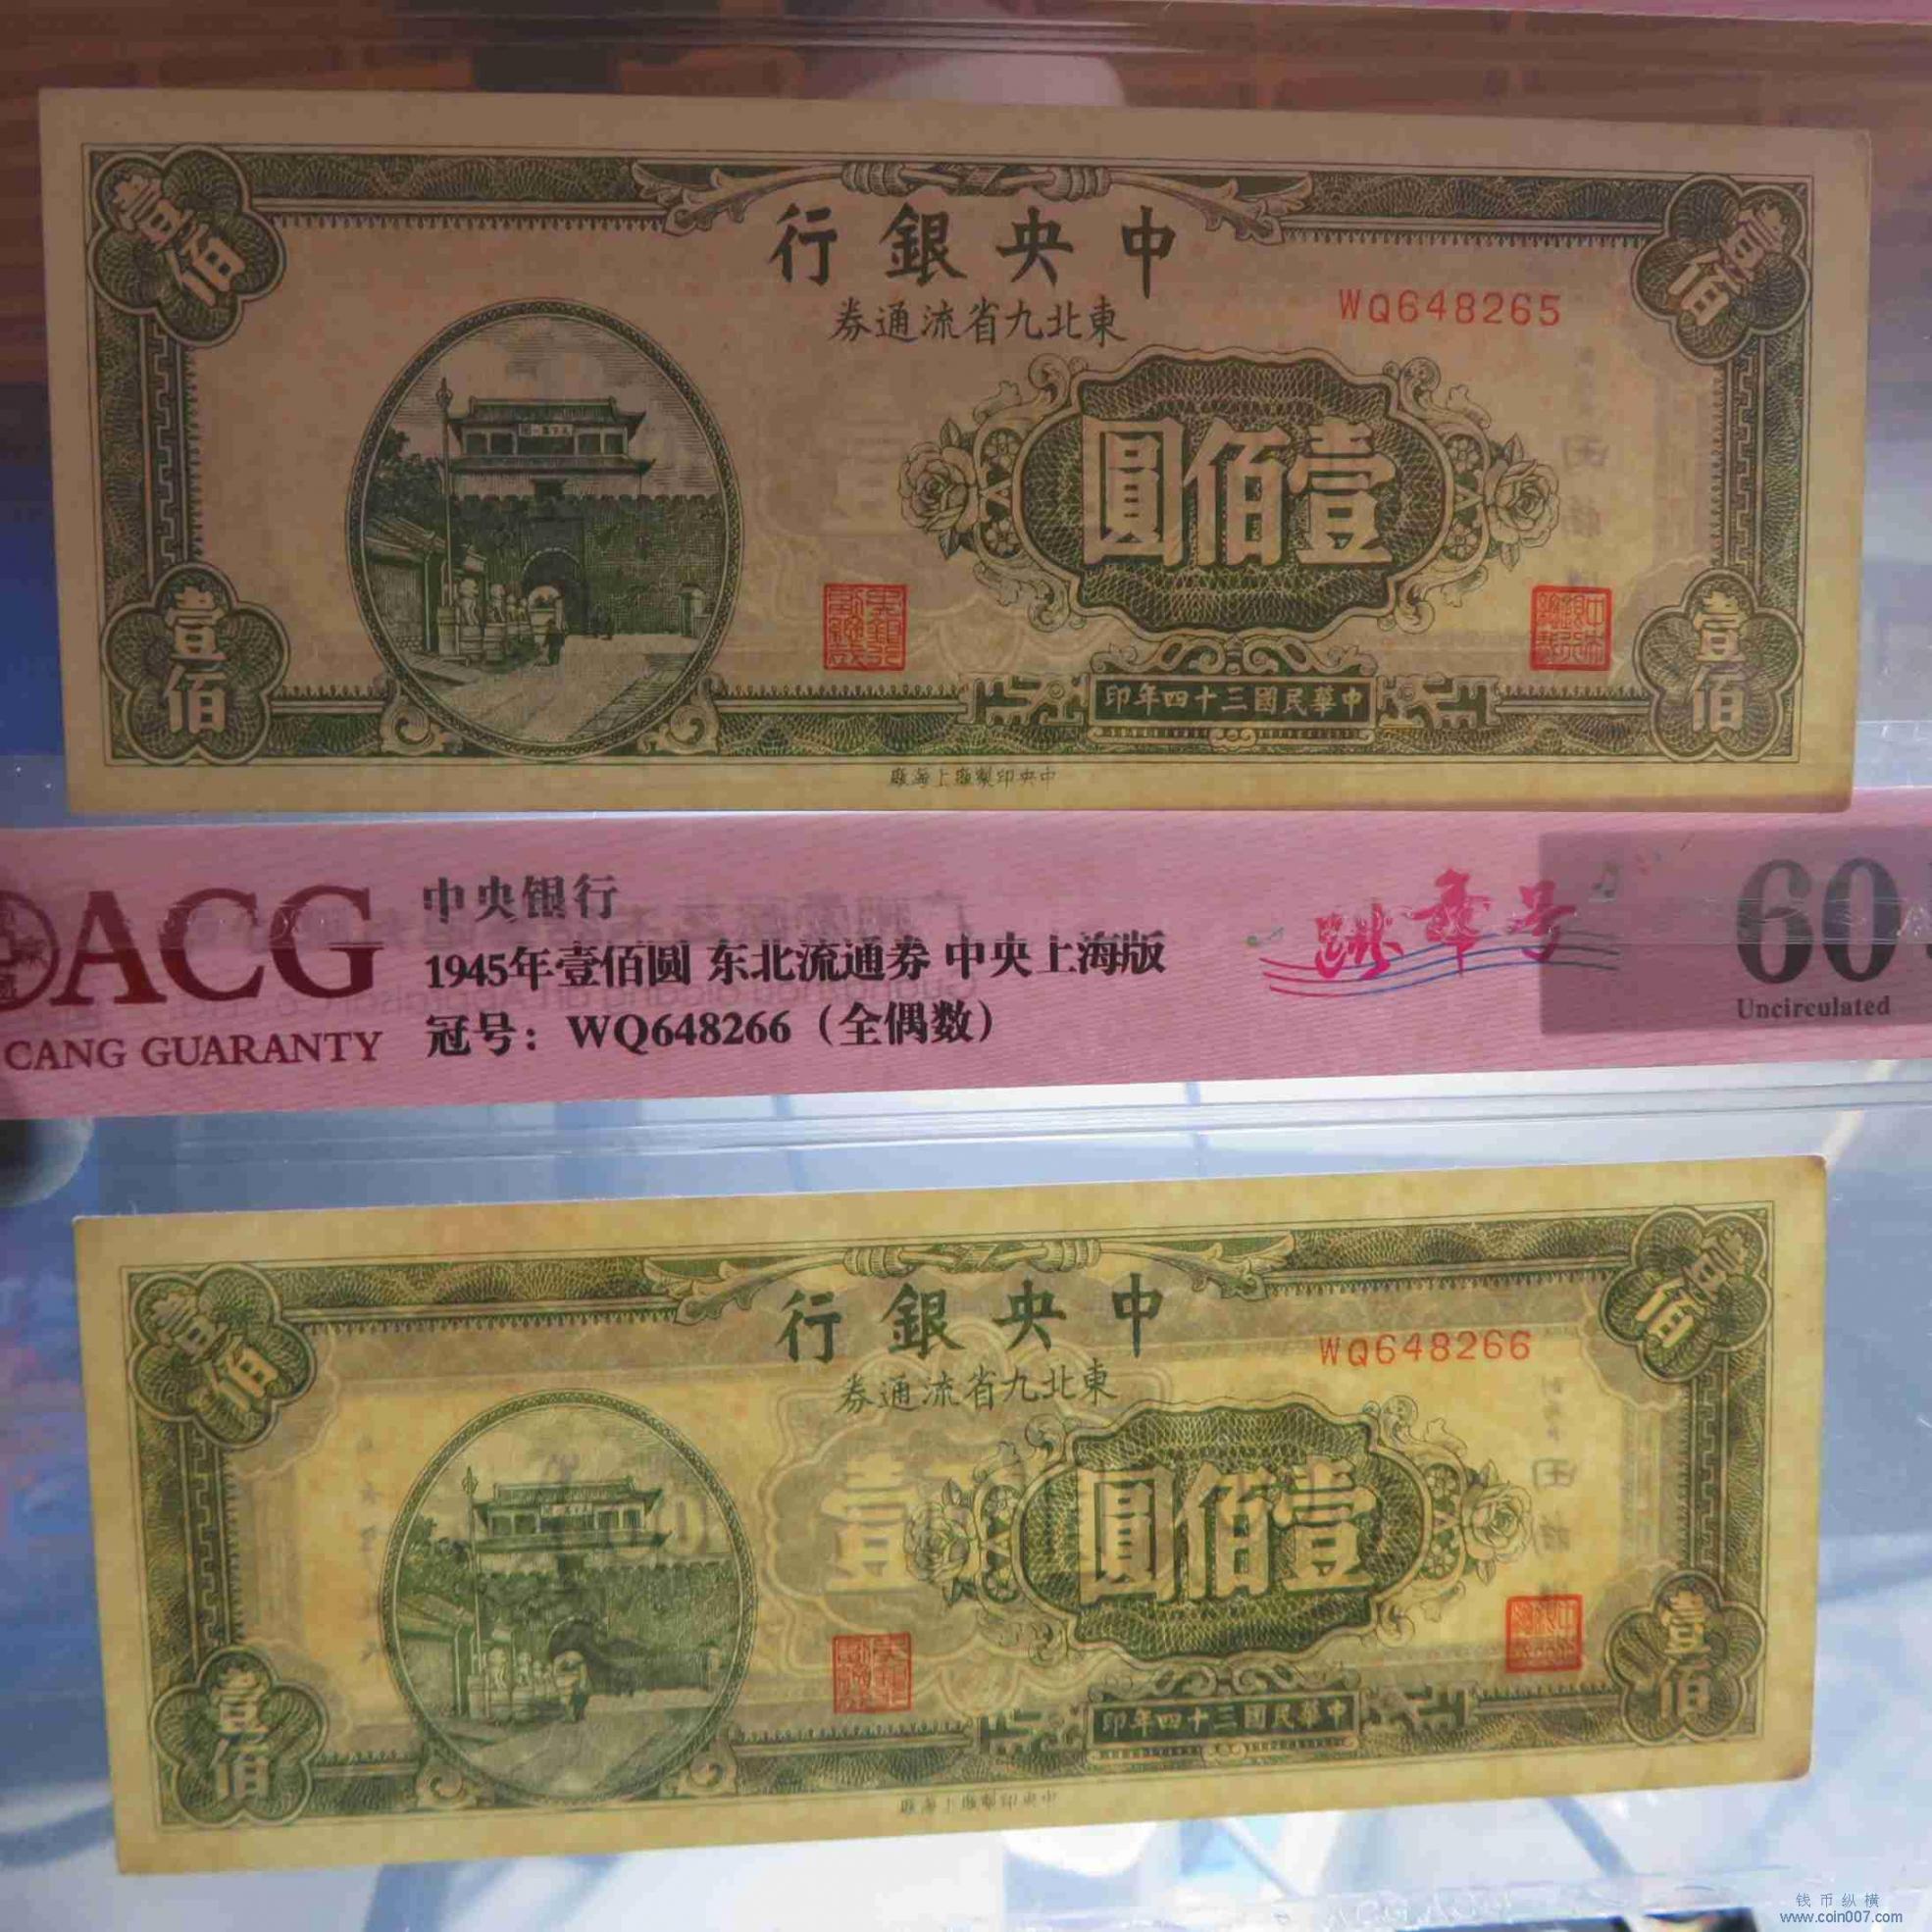 行銀央中
券通流省九北東
WQ648265
壹佰
壹佰
圓佰壹
壹佰
壹佰
印年四十三國民華中
廠海上廠製印央中
ACG
CANG GUARANTY
中央银行
1945年壹佰圆 东北流通券 中央上海版
冠号：WQ648266（全偶数）
跳舞号
60
Uncirculated
行銀央中
券通流省九北東
WQ648266
壹佰
壹佰
圓佰壹
壹佰
壹佰
印年四十三國民華中
廠海上廠製印央中
钱币纵横
www.coin007.com